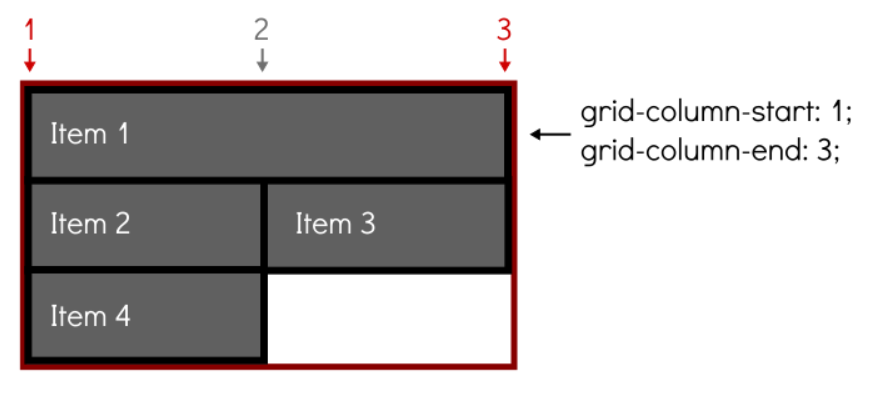 1 2 3
Item 1
grid-column-start: 1;
grid-column-end: 3;
Item 2 Item 3
Item 4